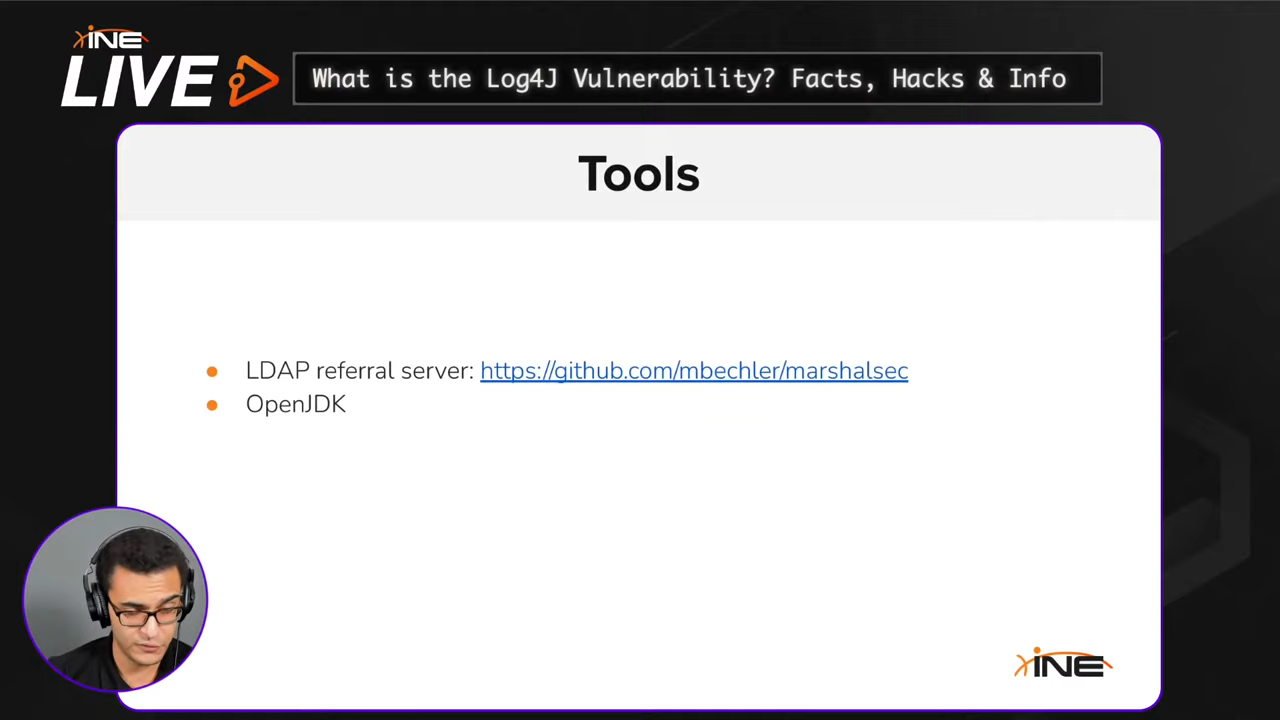 INE
LIVE
What is the Log4J Vulnerability? Facts, Hacks & Info
Tools
LDAP referral server: https://github.com/mbechler/marshalsec
OpenJDK
INE